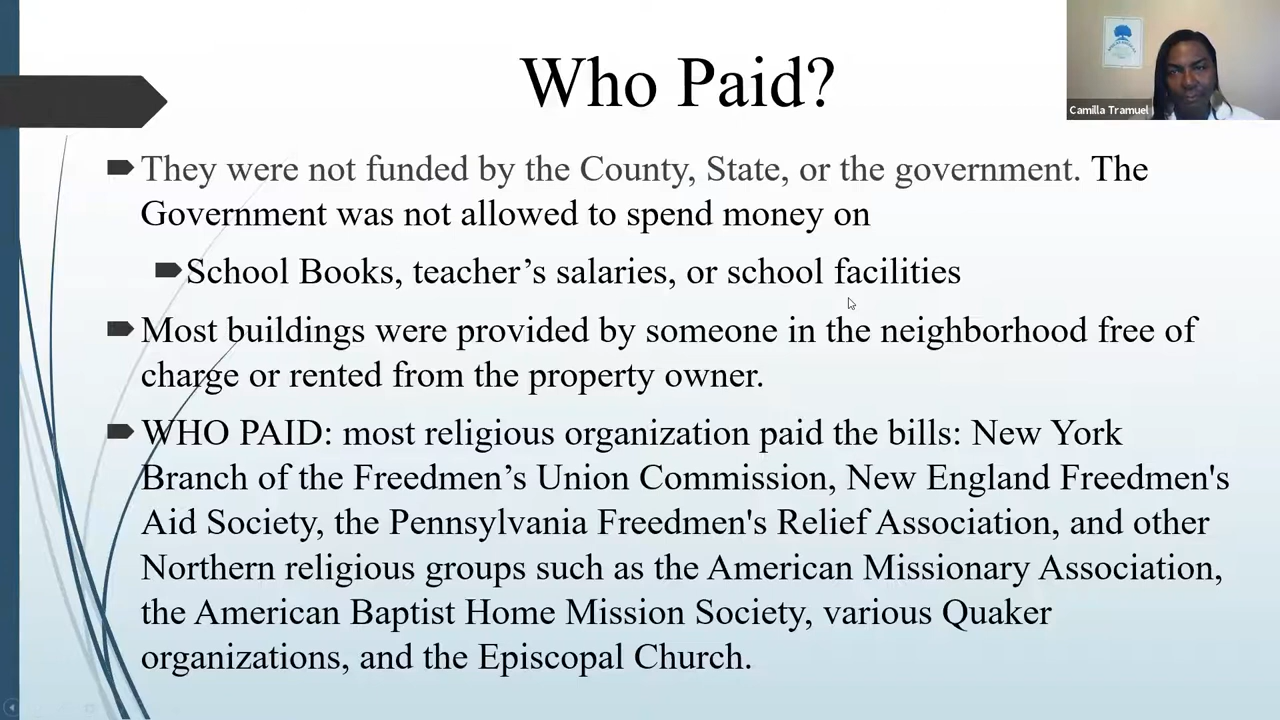 Who Paid?
Camilla Tramuel
They were not funded by the County, State, or the government. The
Government was not allowed to spend money on
School Books, teacher’s salaries, or school facilities
Most buildings were provided by someone in the neighborhood free of
charge or rented from the property owner.
WHO PAID: most religious organization paid the bills: New York
Branch of the Freedmen’s Union Commission, New England Freedmen's
Aid Society, the Pennsylvania Freedmen's Relief Association, and other
Northern religious groups such as the American Missionary Association,
the American Baptist Home Mission Society, various Quaker
organizations, and the Episcopal Church.